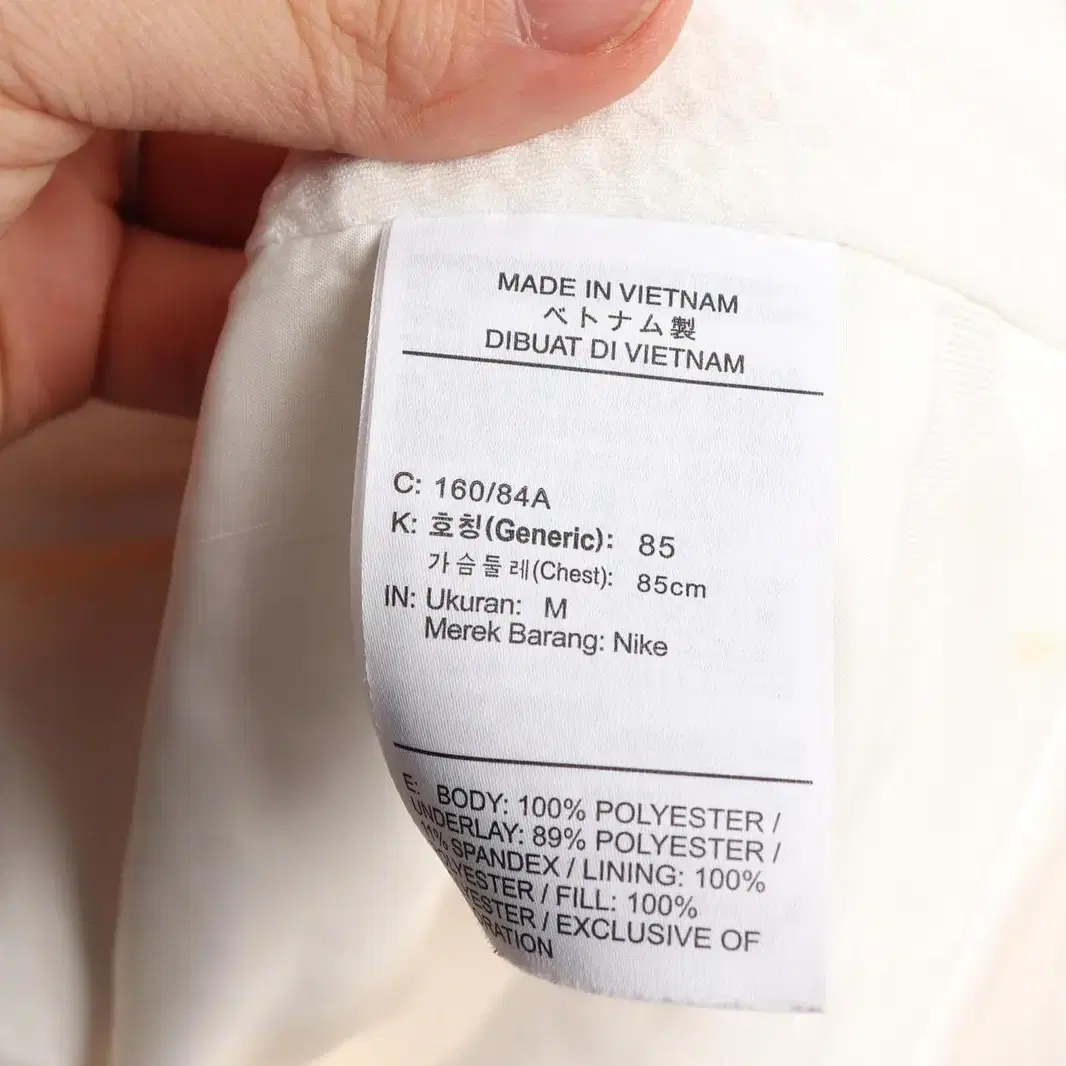 MADE IN VIETNAM
ベトナム製
DIBUAT DI VIETNAM
C: 160/84A
K: 호칭(Generic): 85
가슴둘레(Chest): 85cm
IN: Ukuran: M
Merek Barang: Nike
E: BODY: 100% POLYESTER /
UNDERLAY: 89% POLYESTER /
11% SPANDEX / LINING: 100%
YESTER / FILL: 100%
YESTER / EXCLUSIVE OF
RATION